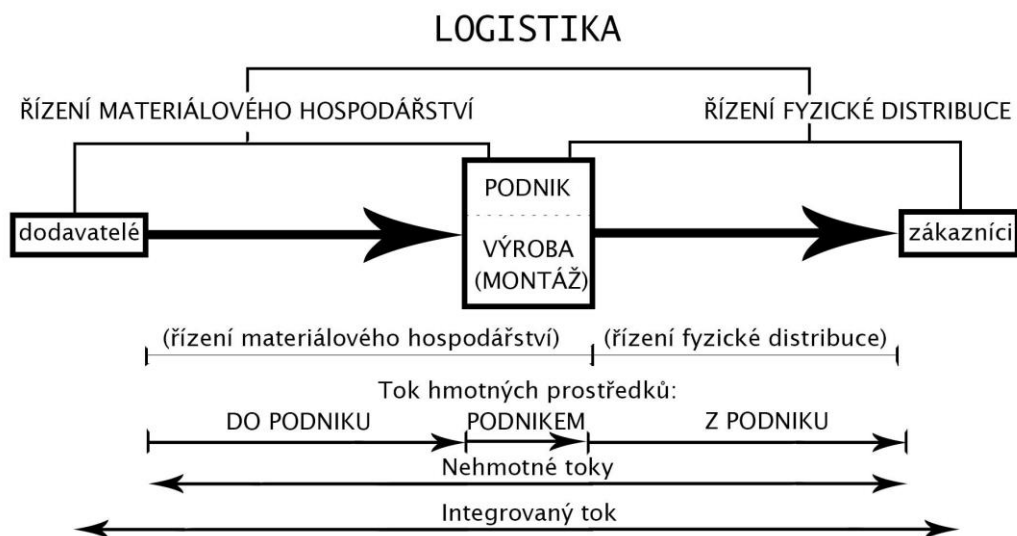 LOGISTIKA
ŘÍZENÍ MATERIÁLOVÉHO HOSPODÁŘSTVÍ
ŘÍZENÍ FYZICKÉ DISTRIBUCE
dodavatelé
PODNIK
VÝROBA
(MONTÁŽ)
zákazníci
(řízení materiálového hospodářství)
(řízení fyzické distribuce)
Tok hmotných prostředků:
DO PODNIKU
PODNIKEM
Z PODNIKU
Nehmotné toky
Integrovaný tok